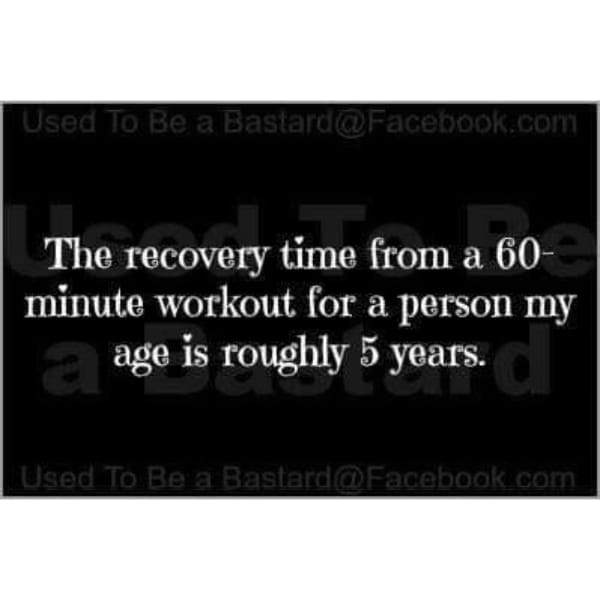 Used To Be a Bastard@Facebook.com
Used To Be
The recovery time from a 60-
minute workout for a person my
age is roughly 5 years.
a Bastard
Used To Be a Bastard@Facebook.com